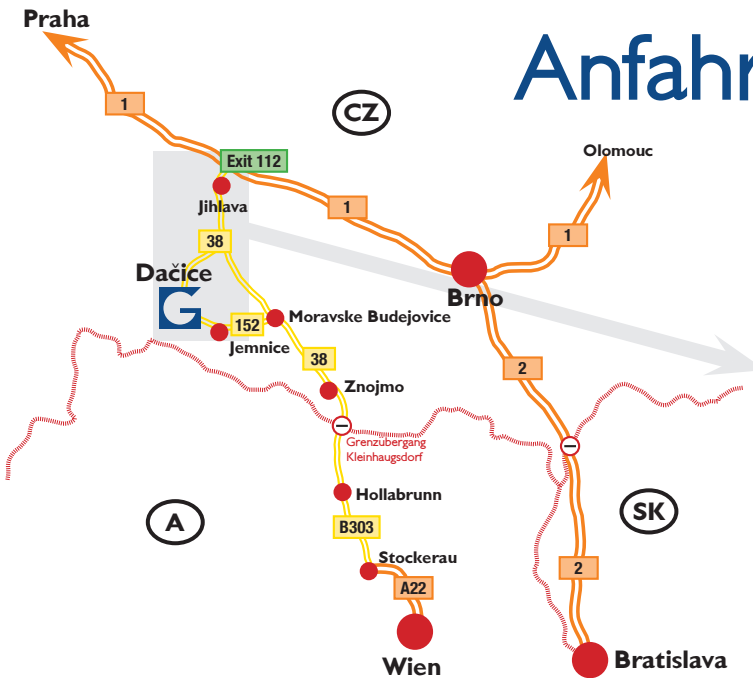 Praha
Anfahr
1
CZ
Olomouc
Exit 112
Jihlava
1
1
38
Dačice
G
Brno
152
Moravske Budejovice
Jemnice
38
2
Znojmo
Grenzübergang
Kleinhaugsdorf
Hollabrunn
A
SK
B303
Stockerau
2
A22
Wien
Bratislava